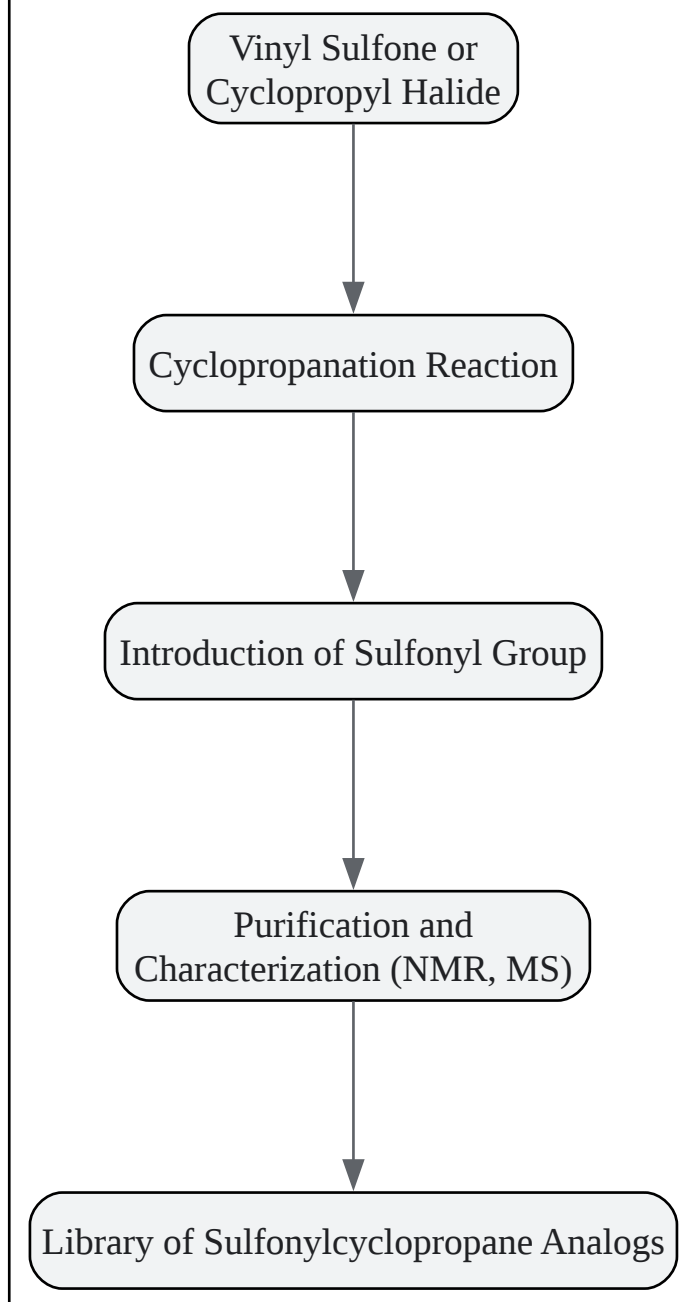 Vinyl Sulfone or
Cyclopropyl Halide
Cyclopropanation Reaction
Introduction of Sulfonyl Group
Purification and
Characterization (NMR, MS)
Library of Sulfonylcyclopropane Analogs